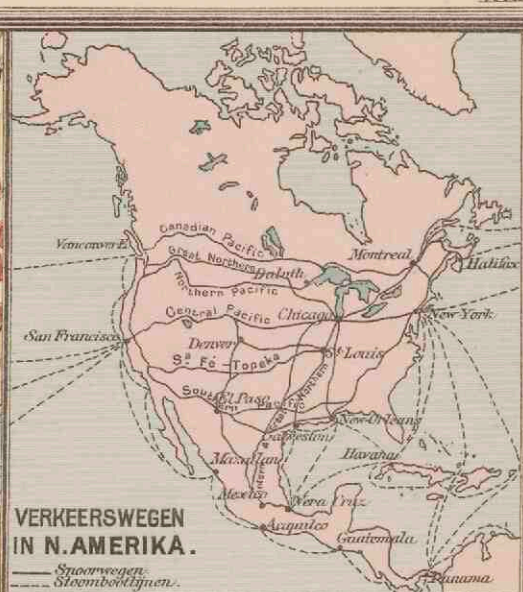 Canadian Pacific
Vancouver
Great Northern
Montreal
Duluth
Halifax
Northern Pacific
Central Pacific
Chicago
New York
San Francisco
Denver
St Louis
Sa Fé-Topeka
Southern Pacific
El Paso
New-Orleans
Galveston
Havana
Mazatlan
Mexico
Vera Cruz
Acapulco
Guatemala
VERKEERSWEGEN
IN N. AMERIKA.
Spoorwegen
Stoombootlijnen.
Panama